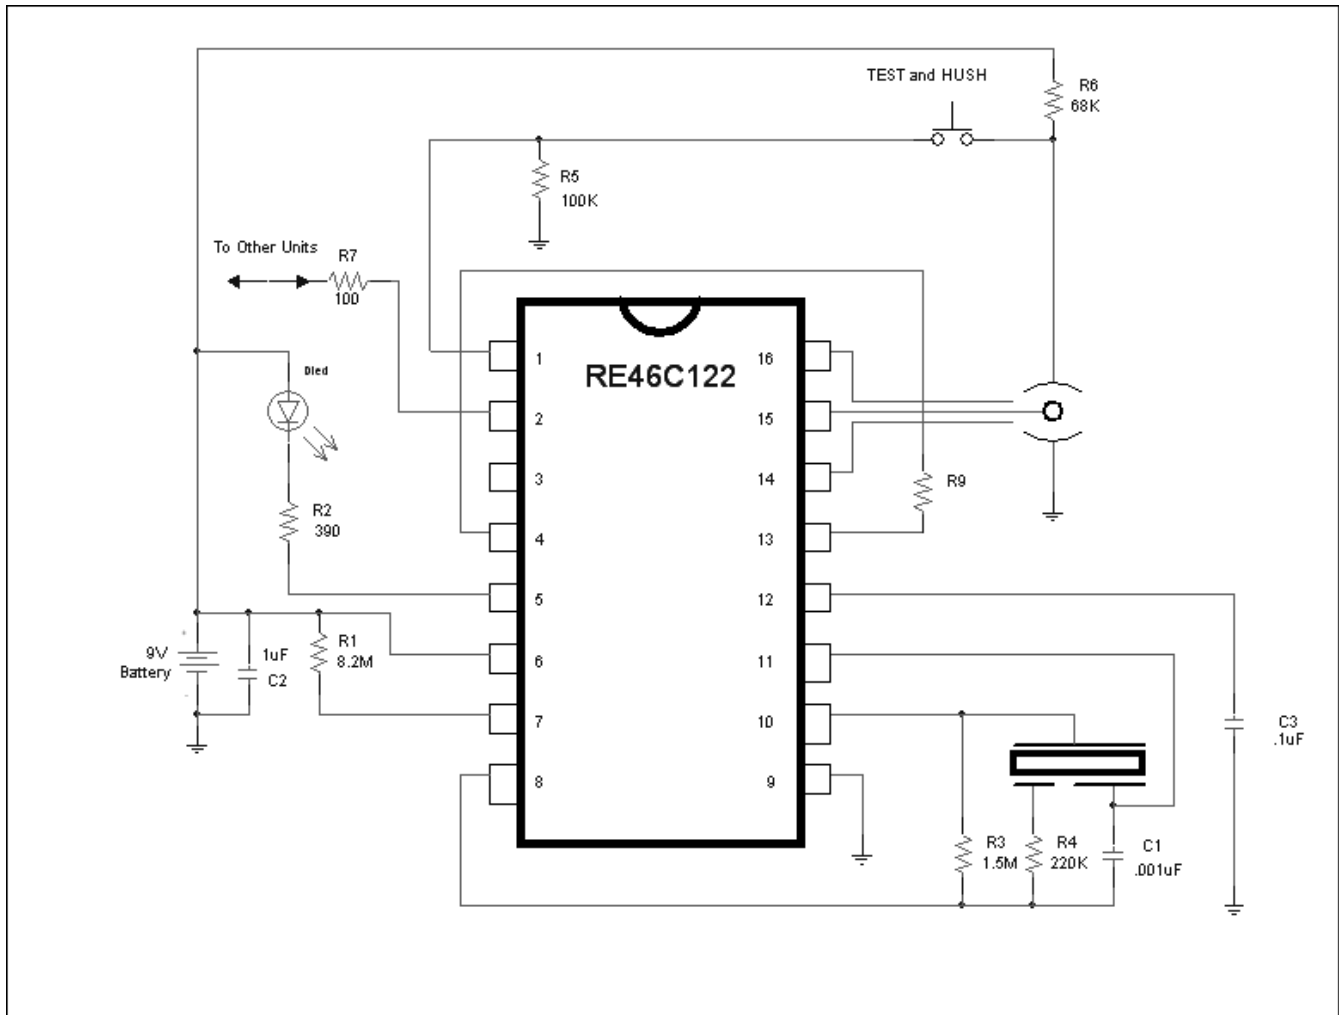 TEST and HUSH
R6
68K
R5
100K
To Other Units
R7
100
Dled
R2
390
R1
8.2M
9V
Battery
1uF
C2
RE46C122
1
2
3
4
5
6
7
8
16
15
14
13
12
11
10
9
R9
C3
.1uF
R3
1.5M
R4
220K
C1
.001uF